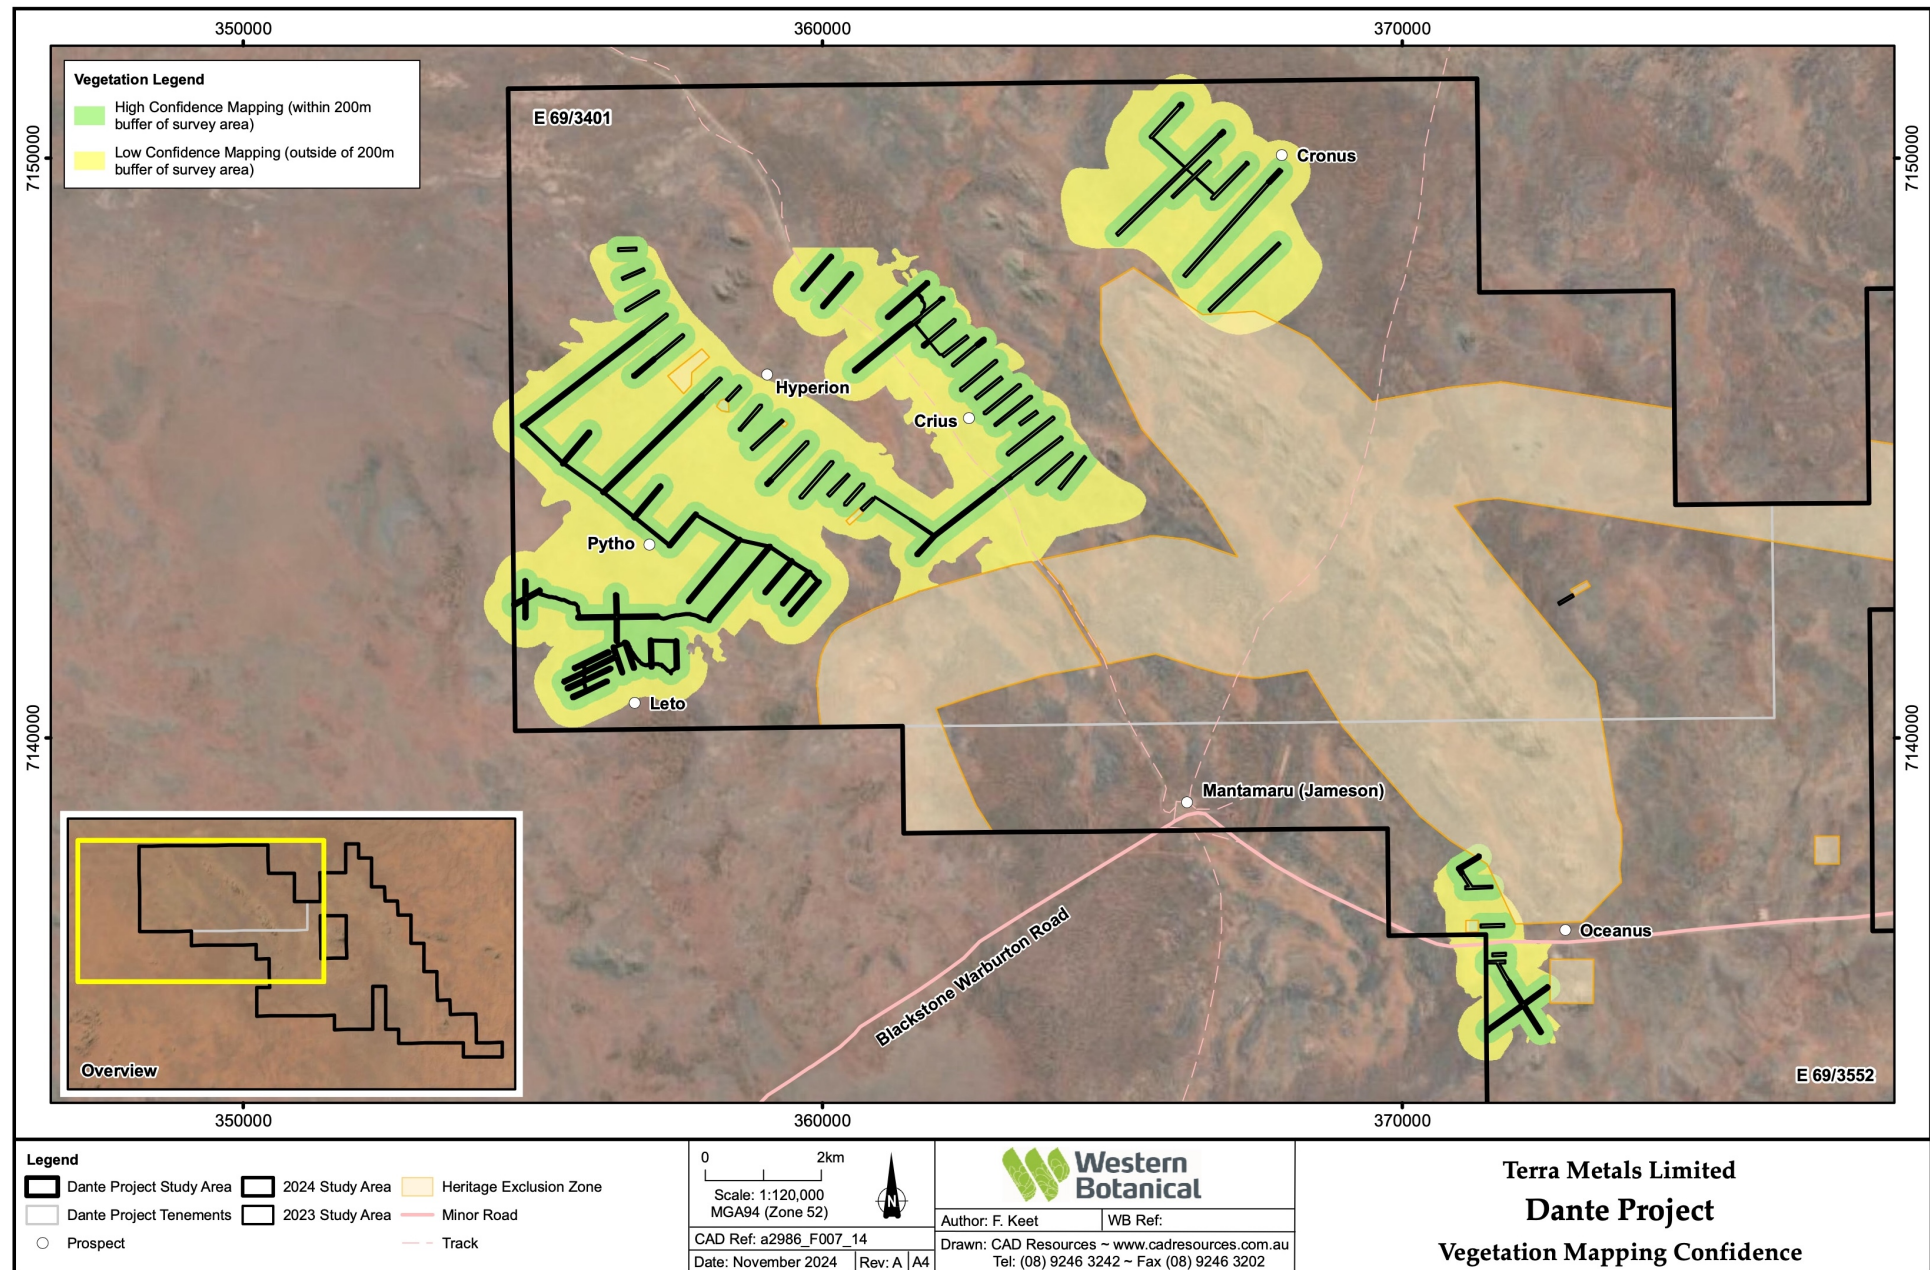 350000
360000
370000
Vegetation Legend
High Confidence Mapping (within 200m
buffer of survey area)
Low Confidence Mapping (outside of 200m
buffer of survey area)
7150000
7150000
E 69/3401
Cronus
Hyperion
Crius
Pytho
Leto
7140000
7140000
Mantamaru (Jameson)
Oceanus
Blackstone Warburton Road
Overview
E 69/3552
350000
360000
370000
Legend
Dante Project Study Area
2024 Study Area
Heritage Exclusion Zone
Dante Project Tenements
2023 Study Area
Minor Road
Prospect
Track
0 2km
Scale: 1:120,000
MGA94 (Zone 52)
N
CAD Ref: a2986_F007_14
Date: November 2024 Rev: A A4
Western
Botanical
Author: F. Keet WB Ref:
Drawn: CAD Resources ~ www.cadresources.com.au
Tel: (08) 9246 3242 ~ Fax (08) 9246 3202
Terra Metals Limited
Dante Project
Vegetation Mapping Confidence